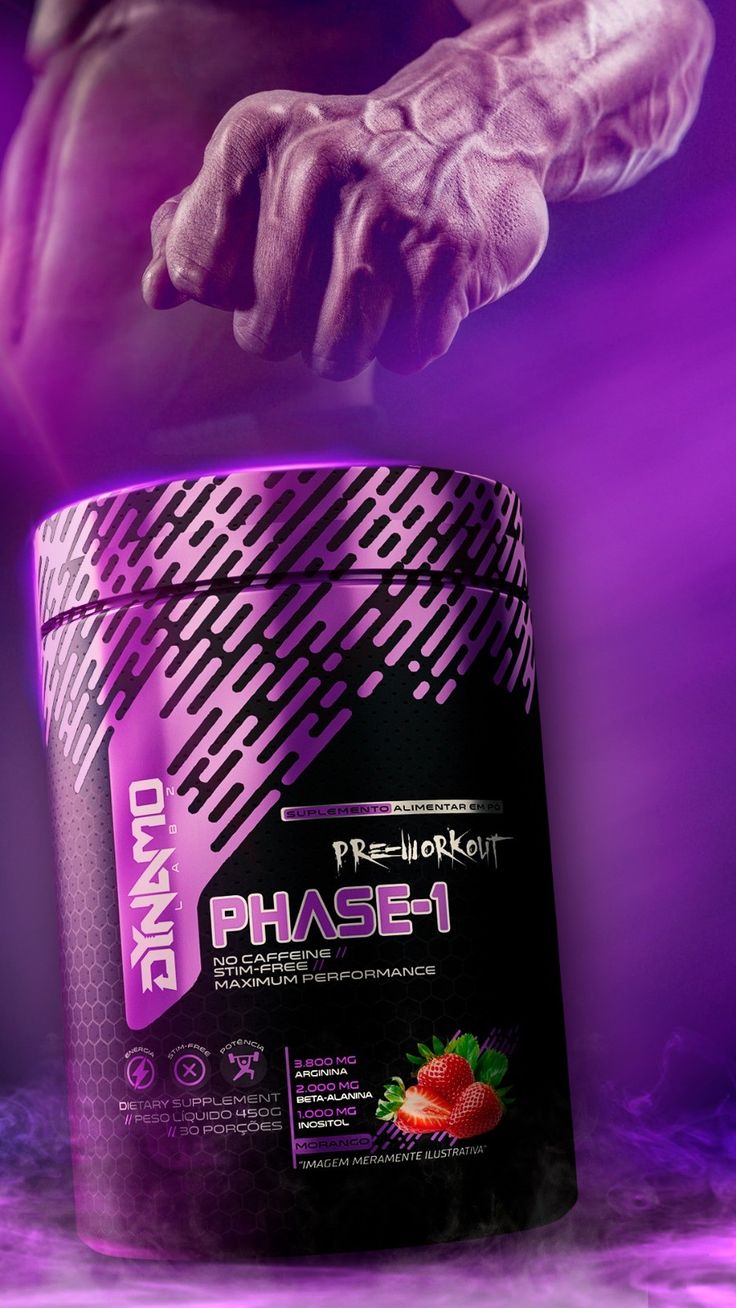 DYNAMO
LABZ
SUPLEMENTO ALIMENTAR EM PÓ
PRE-WORKOUT
PHASE-1
NO CAFFEINE //
STIM-FREE //
MAXIMUM PERFORMANCE
ENERGIA
STIM-FREE
POTÊNCIA
DIETARY SUPPLEMENT
// PESO LÍQUIDO 450G
// 30 PORÇÕES
3.800 MG
ARGININA
2.000 MG
BETA-ALANINA
1.000 MG
INOSITOL
MORANGO
"IMAGEM MERAMENTE ILUSTRATIVA"